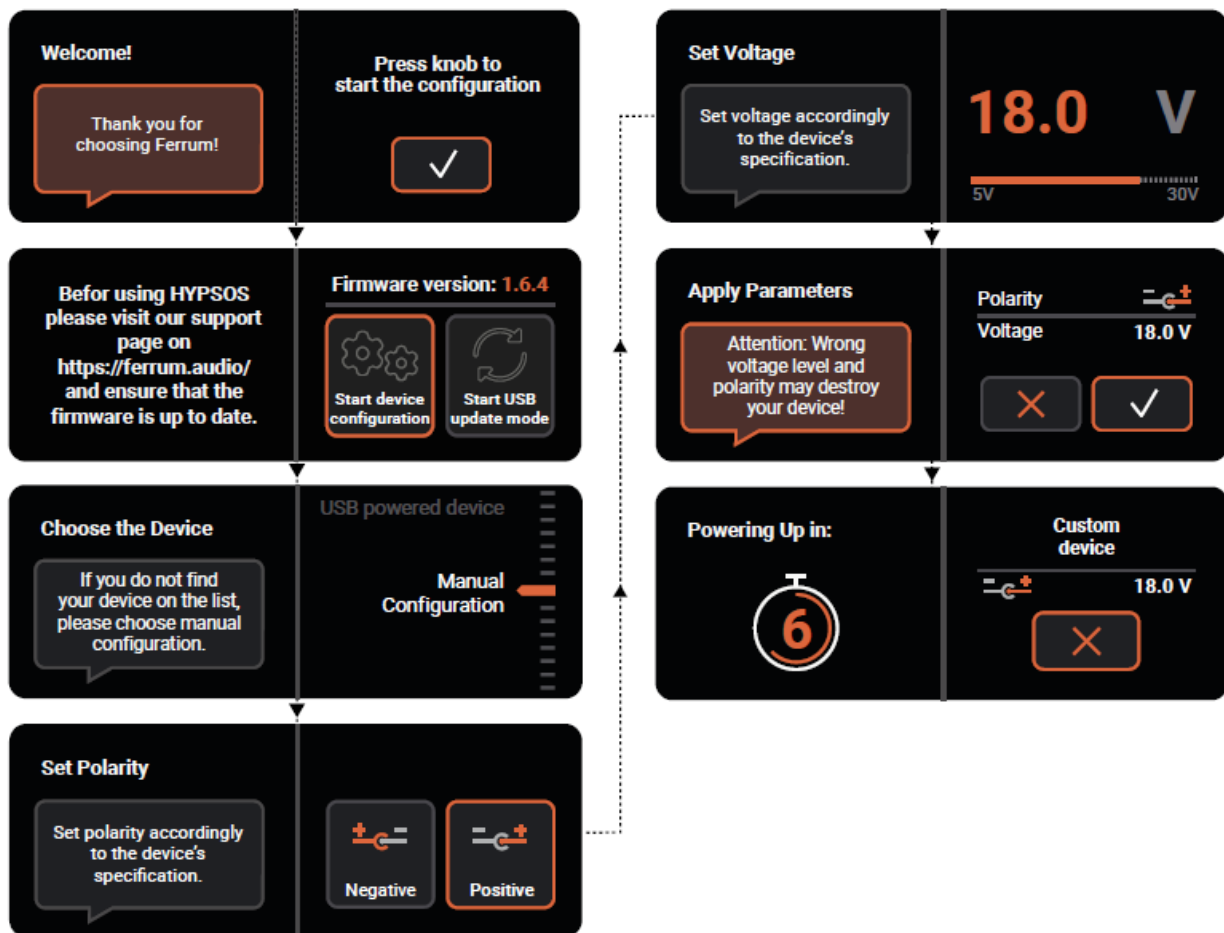 Welcome!
Thank you for
choosing Ferrum!
Press knob to
start the configuration
Befor using HYPSOS
please visit our support
page on
https://ferrum.audio/
and ensure that the
firmware is up to date.
Firmware version: 1.6.4
Start device
configuration
Start USB
update mode
Choose the Device
If you do not find
your device on the list,
please choose manual
configuration.
USB powered device
Manual
Configuration
Set Polarity
Set polarity accordingly
to the device's
specification.
Negative
Positive
Set Voltage
Set voltage accordingly
to the device's
specification.
18.0 V
5V
30V
Apply Parameters
Attention: Wrong
voltage level and
polarity may destroy
your device!
Polarity
Voltage 18.0 V
Powering Up in:
6
Custom
device
18.0 V